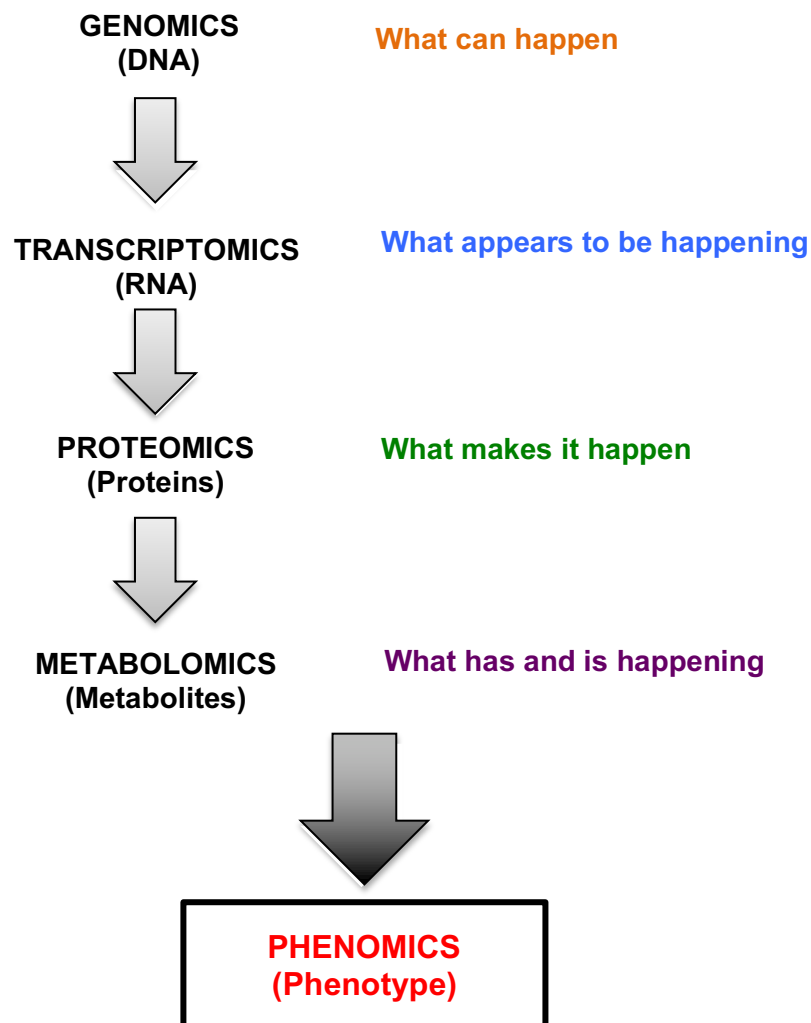 GENOMICS
(DNA)
What can happen
TRANSCRIPTOMICS
(RNA)
What appears to be happening
PROTEOMICS
(Proteins)
What makes it happen
METABOLOMICS
(Metabolites)
What has and is happening
PHENOMICS
(Phenotype)